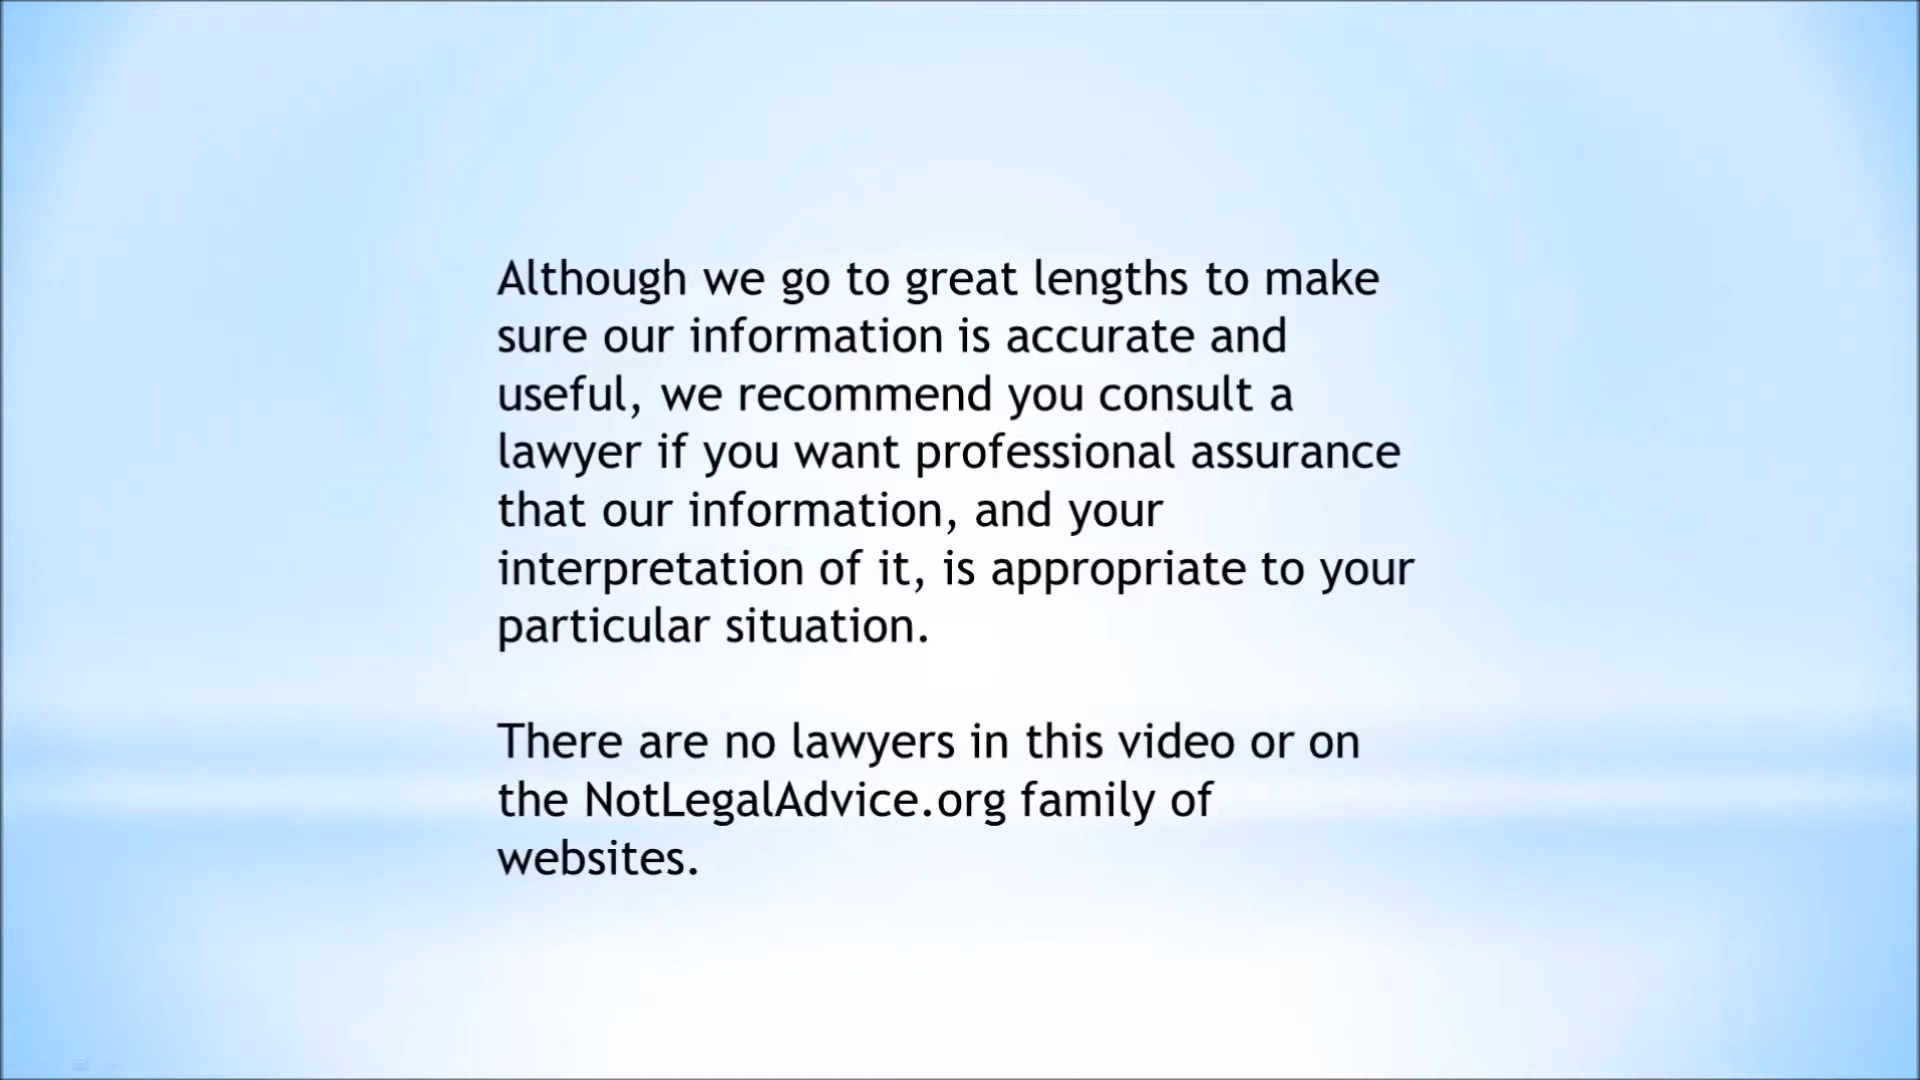 Although we go to great lengths to make
sure our information is accurate and
useful, we recommend you consult a
lawyer if you want professional assurance
that our information, and your
interpretation of it, is appropriate to your
particular situation.
There are no lawyers in this video or on
the NotLegalAdvice.org family of
websites.